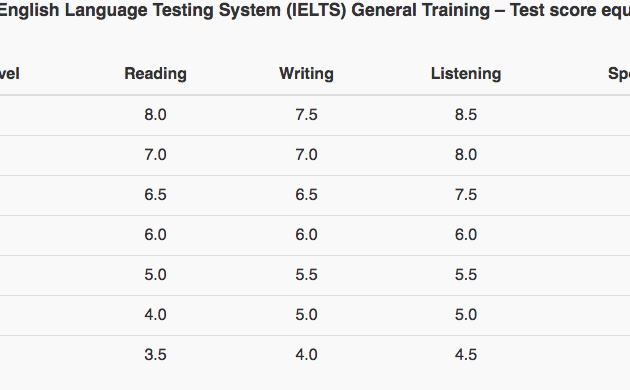 English Language Testing System (IELTS) General Training – Test score equ
vel Reading Writing Listening Spe
8.0 7.5 8.5
7.0 7.0 8.0
6.5 6.5 7.5
6.0 6.0 6.0
5.0 5.5 5.5
4.0 5.0 5.0
3.5 4.0 4.5